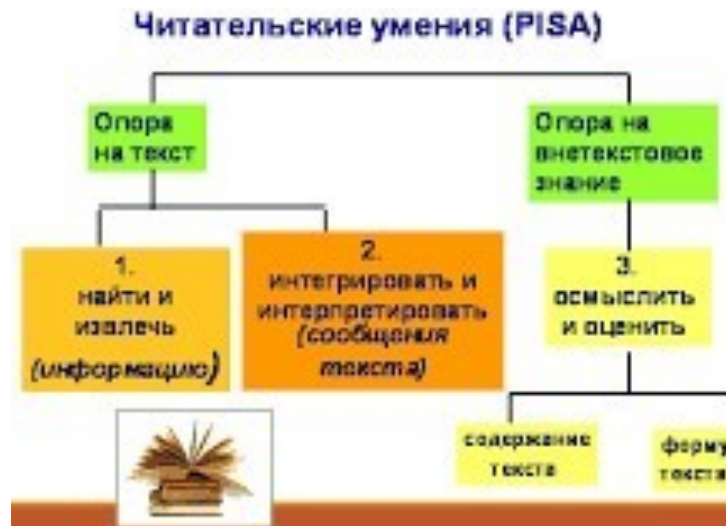 Читательские умения (PISA)
Опора
на текст
Опора на
внетекстовое
знание
1.
найти и
извлечь
(информацию)
2.
интегрировать и
интерпретировать
(сообщения
текста)
3.
осмыслить
и оценить
содержание
текста
форму
текста